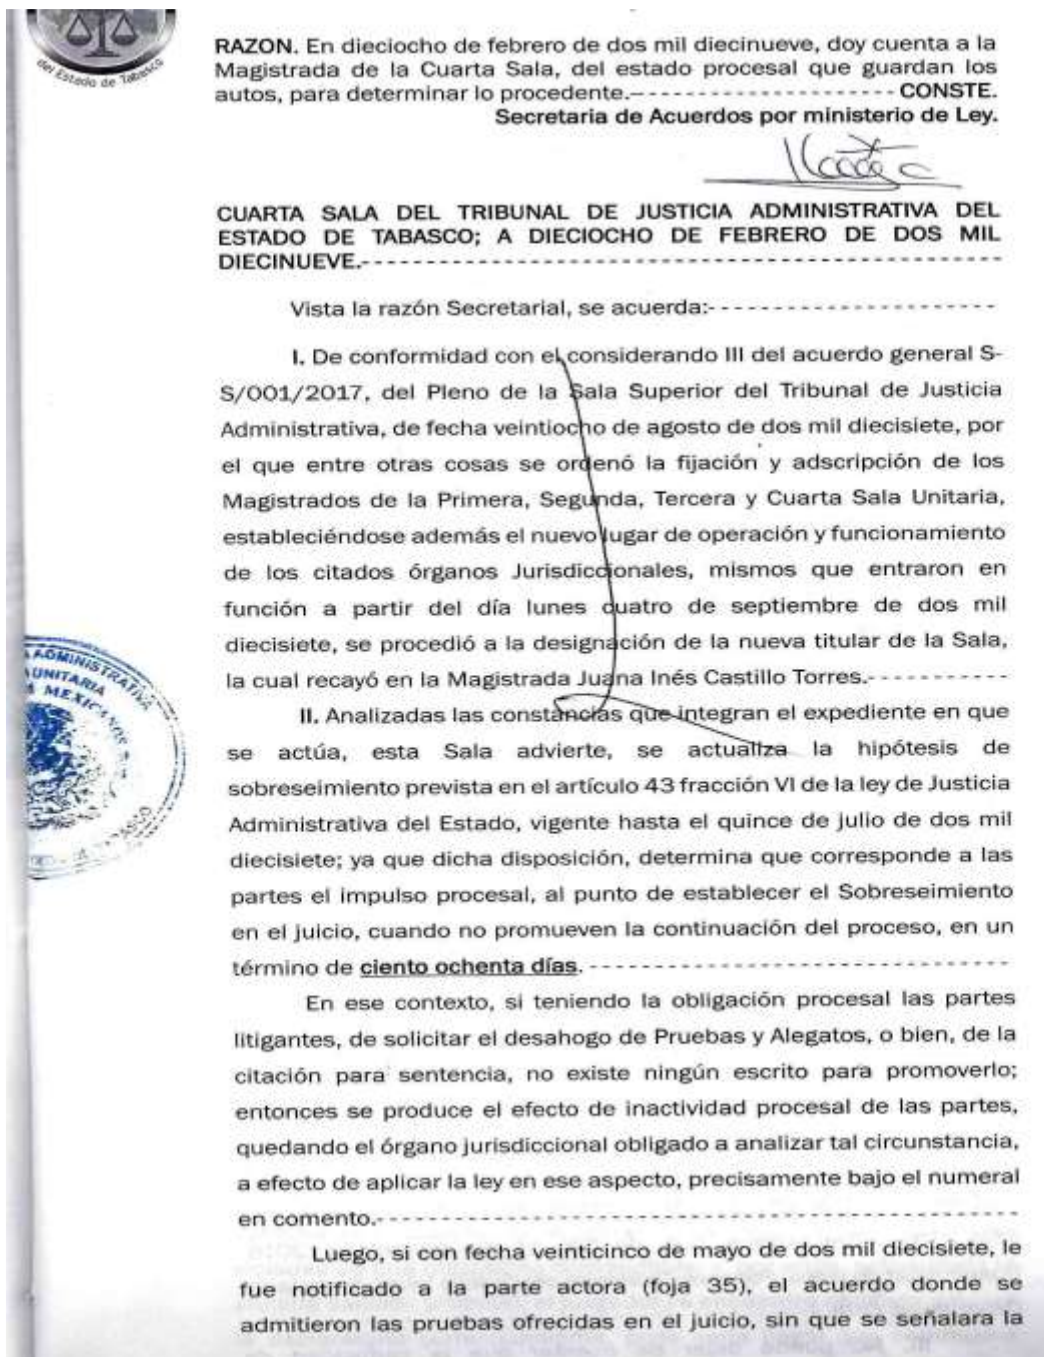 del Estado de Tabasco
RAZON. En dieciocho de febrero de dos mil diecinueve, doy cuenta a la
Magistrada de la Cuarta Sala, del estado procesal que guardan los
autos, para determinar lo procedente.-------------------- CONSTE.
Secretaria de Acuerdos por ministerio de Ley.
CUARTA SALA DEL TRIBUNAL DE JUSTICIA ADMINISTRATIVA DEL
ESTADO DE TABASCO; A DIECIOCHO DE FEBRERO DE DOS MIL
DIECINUEVE.-------------------------------------------------
Vista la razón Secretarial, se acuerda:----------------------
I. De conformidad con el considerando III del acuerdo general S-
S/001/2017, del Pleno de la Sala Superior del Tribunal de Justicia
Administrativa, de fecha veintiocho de agosto de dos mil diecisiete, por
el que entre otras cosas se ordenó la fijación y adscripción de los
Magistrados de la Primera, Segunda, Tercera y Cuarta Sala Unitaria,
estableciéndose además el nuevo lugar de operación y funcionamiento
de los citados órganos Jurisdiccionales, mismos que entraron en
función a partir del día lunes cuatro de septiembre de dos mil
diecisiete, se procedió a la designación de la nueva titular de la Sala,
la cual recayó en la Magistrada Juana Inés Castillo Torres.-----------
II. Analizadas las constancias que integran el expediente en que
se actúa, esta Sala advierte, se actualiza la hipótesis de
sobreseimiento prevista en el artículo 43 fracción VI de la ley de Justicia
Administrativa del Estado, vigente hasta el quince de julio de dos mil
diecisiete; ya que dicha disposición, determina que corresponde a las
partes el impulso procesal, al punto de establecer el Sobreseimiento
en el juicio, cuando no promueven la continuación del proceso, en un
término de ciento ochenta días. --------------------------------
En ese contexto, si teniendo la obligación procesal las partes
litigantes, de solicitar el desahogo de Pruebas y Alegatos, o bien, de la
citación para sentencia, no existe ningún escrito para promoverlo;
entonces se produce el efecto de inactividad procesal de las partes,
quedando el órgano jurisdiccional obligado a analizar tal circunstancia,
a efecto de aplicar la ley en ese aspecto, precisamente bajo el numeral
en comento.-------------------------------------------------
Luego, si con fecha veinticinco de mayo de dos mil diecisiete, le
fue notificado a la parte actora (foja 35), el acuerdo donde se
admitieron las pruebas ofrecidas en el juicio, sin que se señalara la
ADMINISTRATIVA
UNITARIA
MEXICANOS